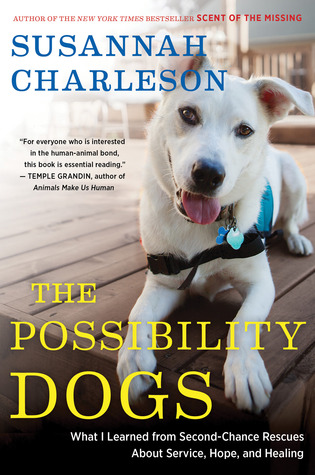 AUTHOR OF THE NEW YORK TIMES BESTSELLER SCENT OF THE MISSING
SUSANNAH
CHARLESON
“For everyone who is interested
in the human-animal bond,
this book is essential reading.”
— TEMPLE GRANDIN, author of
Animals Make Us Human
THE
POSSIBILITY
DOGS
What I Learned from Second-Chance Rescues
About Service, Hope, and Healing